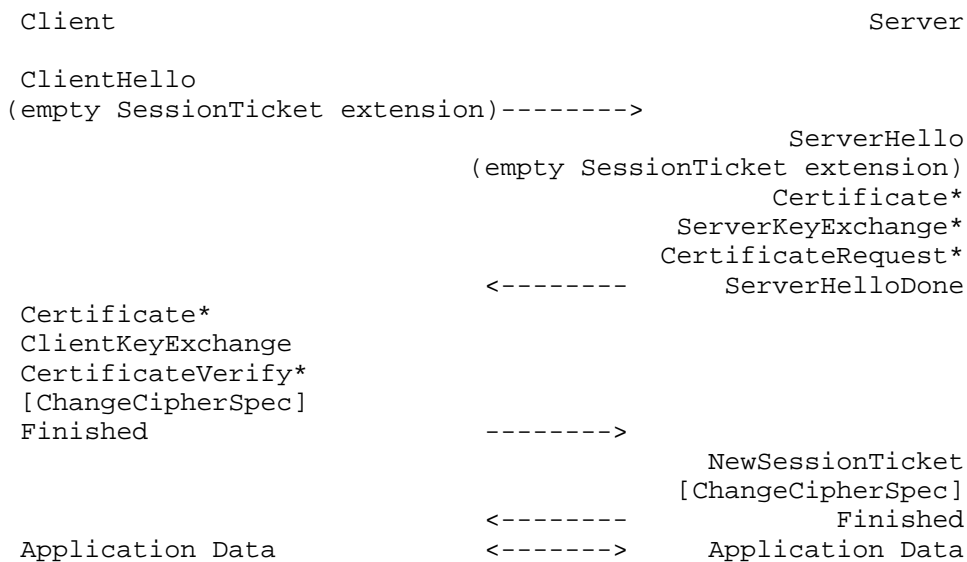 Client                                               Server

ClientHello
(empty SessionTicket extension)-------->
                                                ServerHello
                            (empty SessionTicket extension)
                                               Certificate*
                                         ServerKeyExchange*
                                        CertificateRequest*
                             <--------      ServerHelloDone
Certificate*
ClientKeyExchange
CertificateVerify*
[ChangeCipherSpec]
Finished                     -------->
                                           NewSessionTicket
                                         [ChangeCipherSpec]
                             <--------             Finished
Application Data             <------->     Application Data